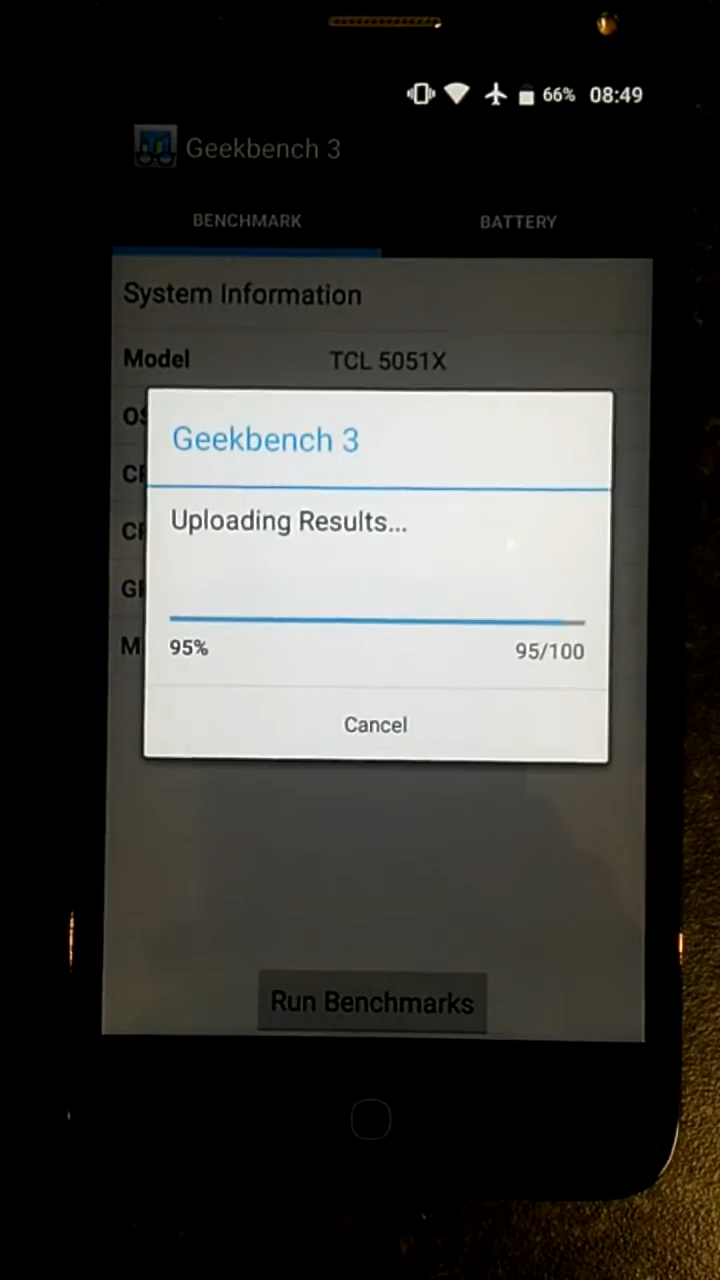 66% 08:49
Geekbench 3
BENCHMARK BATTERY
System Information
Model TCL 5051X
Geekbench 3
Uploading Results...
95% 95/100
Cancel
Run Benchmarks